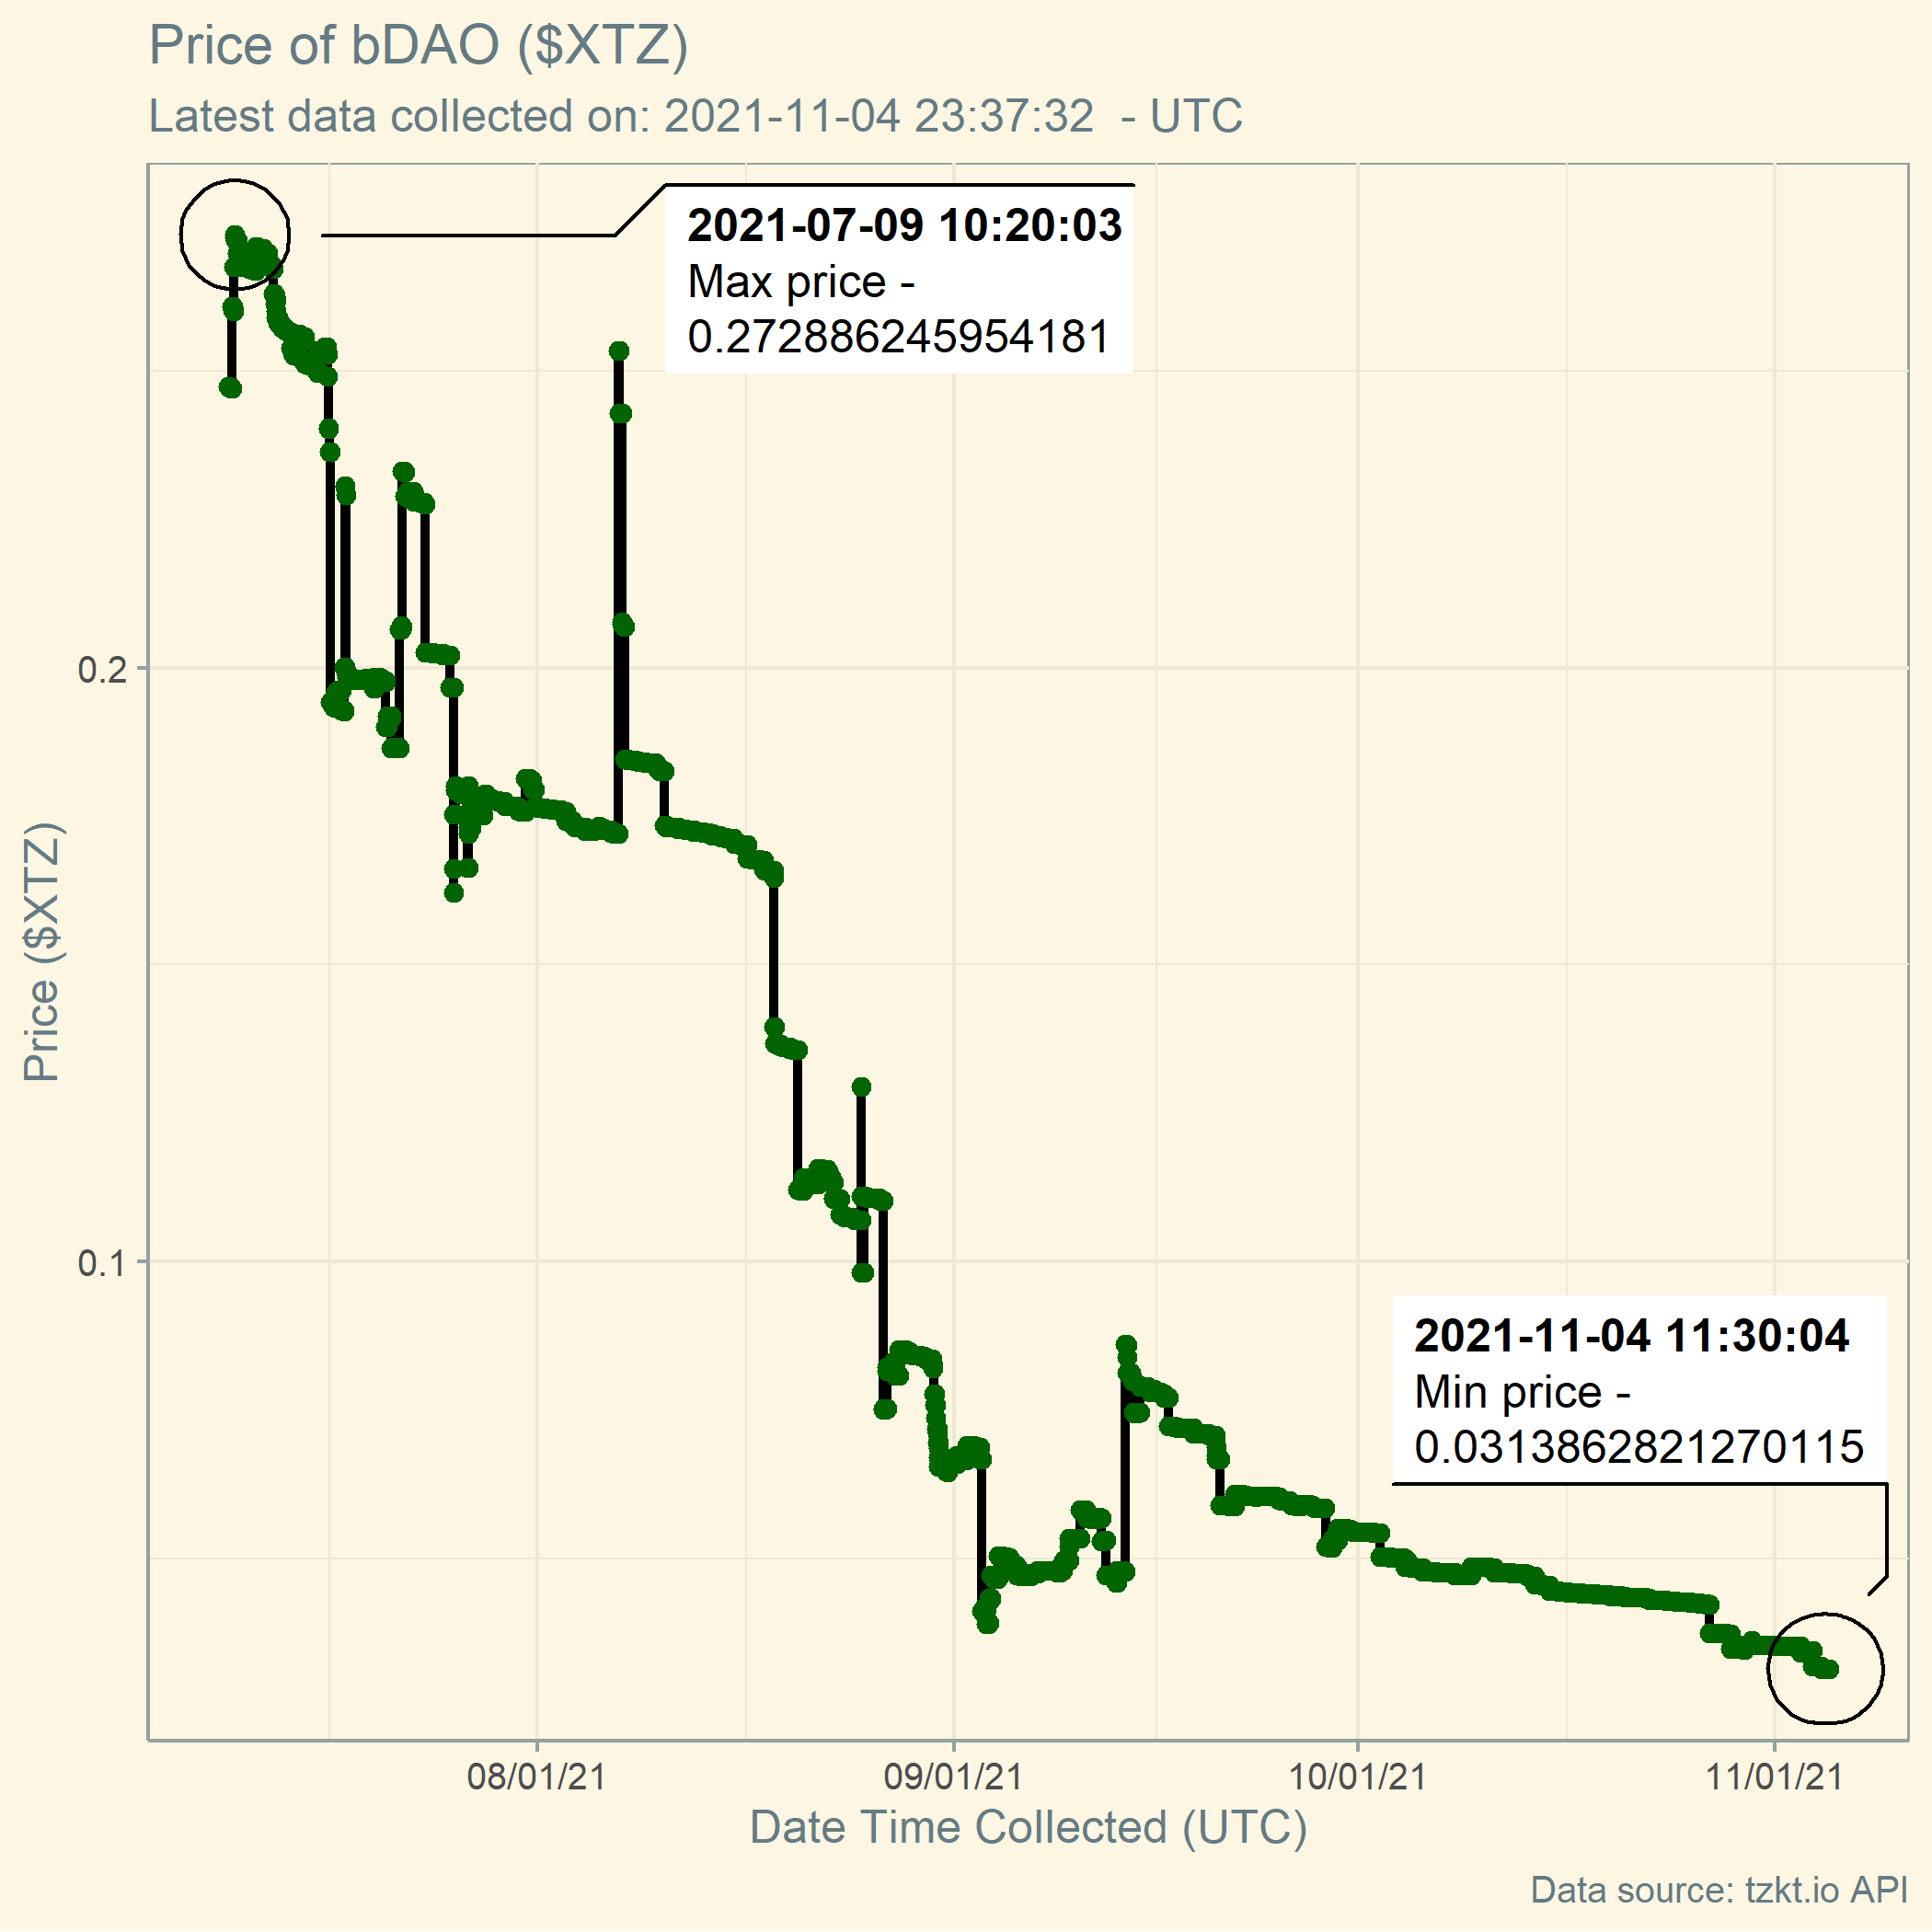 Price of bDAO ($XTZ)
Latest data collected on: 2021-11-04 23:37:32  - UTC
2021-07-09 10:20:03
Max price -
0.272886245954181
0.2
0.1
Price ($XTZ)
2021-11-04 11:30:04
Min price -
0.0313862821270115
08/01/21
09/01/21
10/01/21
11/01/21
Date Time Collected (UTC)
Data source: tzkt.io API